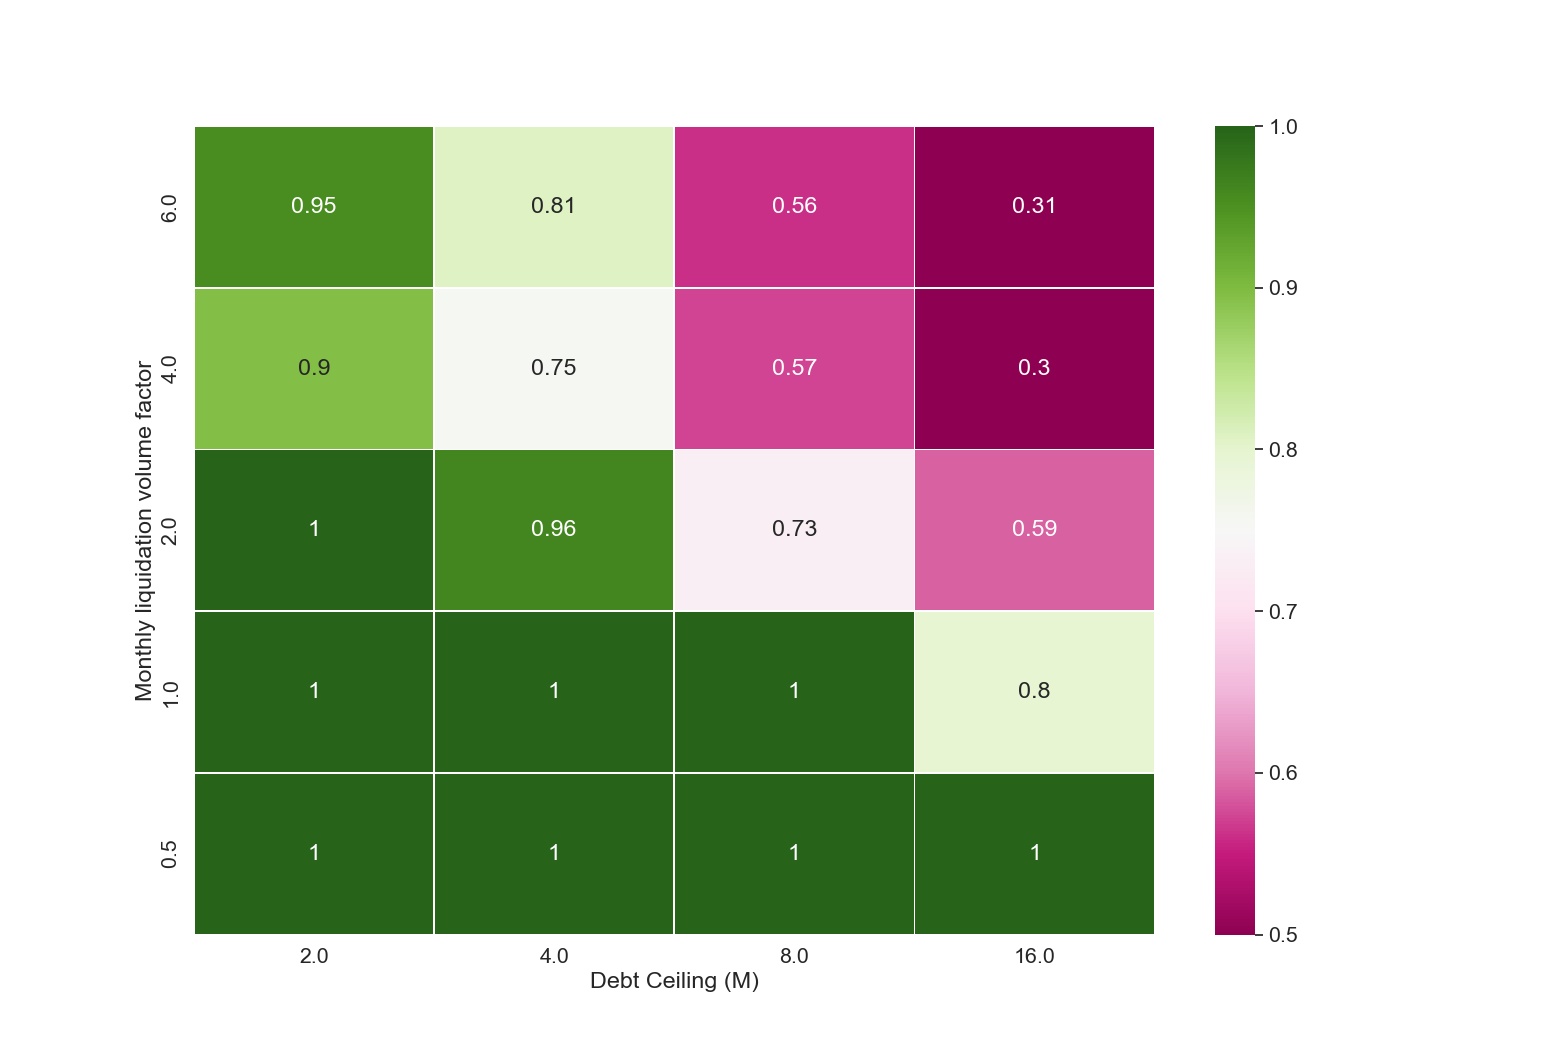 1.0
6.0 0.95 0.81 0.56 0.31
0.9
4.0 0.9 0.75 0.57 0.3
0.8
Monthly liquidation volume factor
2.0 1 0.96 0.73 0.59
0.7
1.0 1 1 1 0.8
0.6
0.5 1 1 1 1
0.5
2.0 4.0 8.0 16.0
Debt Ceiling (M)